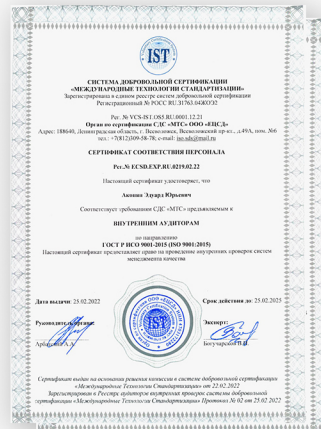 IST
СИСТЕМА ДОБРОВОЛЬНОЙ СЕРТИФИКАЦИИ
«МЕЖДУНАРОДНЫЕ ТЕХНОЛОГИИ СТАНДАРТИЗАЦИИ»
Зарегистрирована в едином реестре систем добровольной сертификации
Регистрационный № РОСС RU.31763.04ЖОЭ2
Рег. № VCS-IST.
Орган по сертификации СДС «МТС» ООО «ЕЦСД»
Адрес: 188640, Ленинградская область, г. Всеволожск, Всеволожский пр-кт., д.49А, пом. №6
тел.: +7(812)309-58-78; e-mail:
СЕРТИФИКАТ СООТВЕТСТВИЯ ПЕРСОНАЛА
Рег.№ ECSD.EXP.RU.0219.02.22
Настоящий сертификат удостоверяет, что
Эдуард Юрьевич
Соответствует требованиям СДС «МТС» предъявляемым к
ВНУТРЕННИМ АУДИТОРАМ
по направлению
ГОСТ Р ИСО 9001-2015 (ISO 9001:2015)
Настоящий сертификат предоставляет право на проведение внутренних проверок систем
менеджмента качества
Дата выдачи: 25.02.2022
Срок действия до: 25.02.2025
Руководитель органа:
Эксперт:
IST
Сертификат выдан на основании решения комиссии в системе добровольной сертификации
«Международные Технологии Стандартизации» от 22.02.2022
Зарегистрирован в Реестре аудиторов внутренних проверок системы добровольной
сертификации «Международные Технологии Стандартизации» Протокол № 02 от 25.02.2022